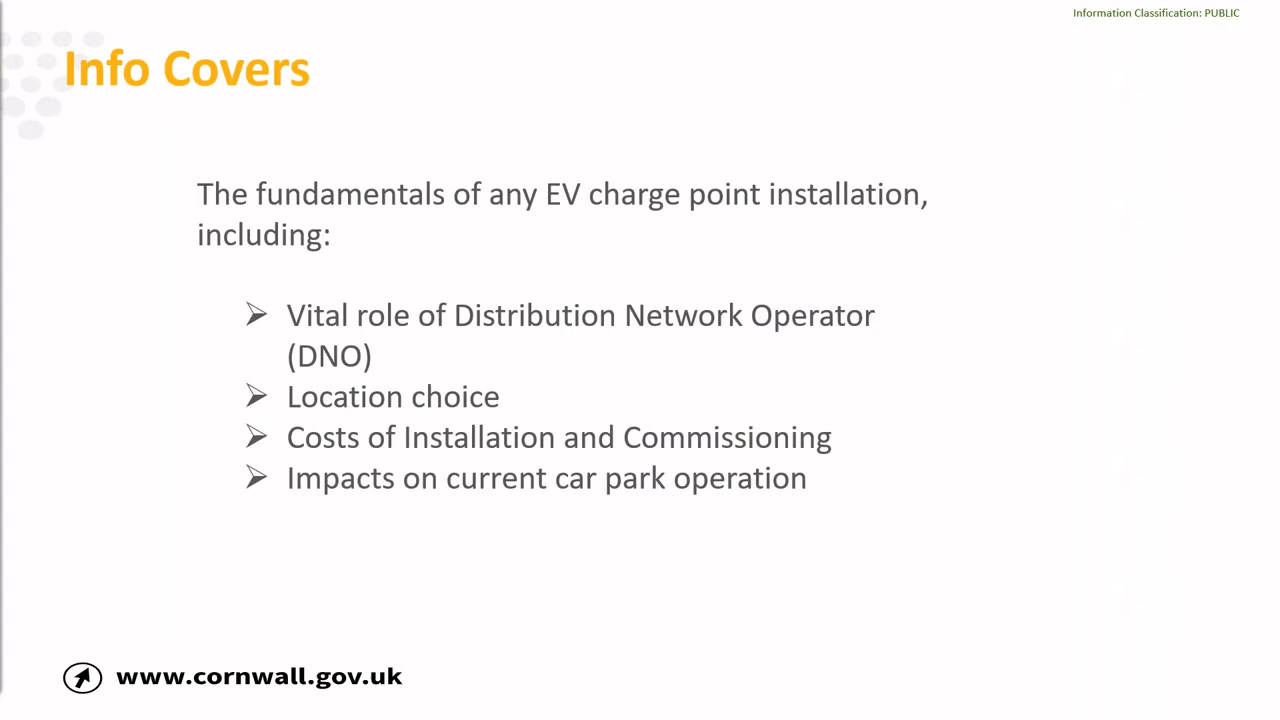 Information Classification: PUBLIC
Info Covers
The fundamentals of any EV charge point installation,
including:
➢ Vital role of Distribution Network Operator
(DNO)
➢ Location choice
➢ Costs of Installation and Commissioning
➢ Impacts on current car park operation
www.cornwall.gov.uk